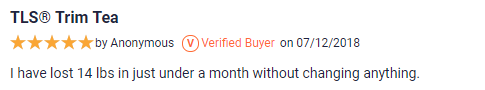 TLS® Trim Tea
by Anonymous V Verified Buyer on 07/12/2018
I have lost 14 lbs in just under a month without changing anything.